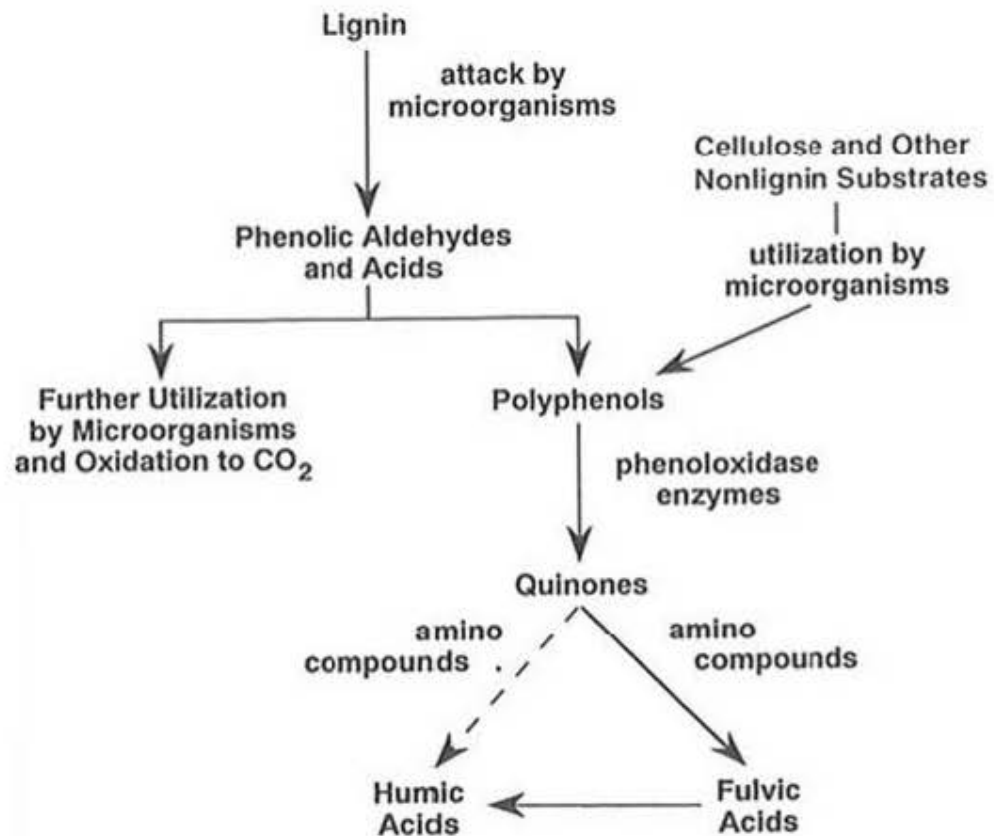 Lignin
attack by
microorganisms
Cellulose and Other
Nonlignin Substrates
Phenolic Aldehydes
and Acids
utilization by
microorganisms
Further Utilization
by Microorganisms
and Oxidation to CO₂
Polyphenols
phenoloxidase
enzymes
Quinones
amino
compounds
amino
compounds
Humic
Acids
Fulvic
Acids